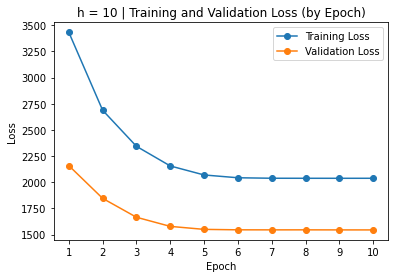 h = 10 | Training and Validation Loss (by Epoch)
Training Loss
Validation Loss
Loss
3500
3250
3000
2750
2500
2250
2000
1750
1500
1 2 3 4 5 6 7 8 9 10
Epoch